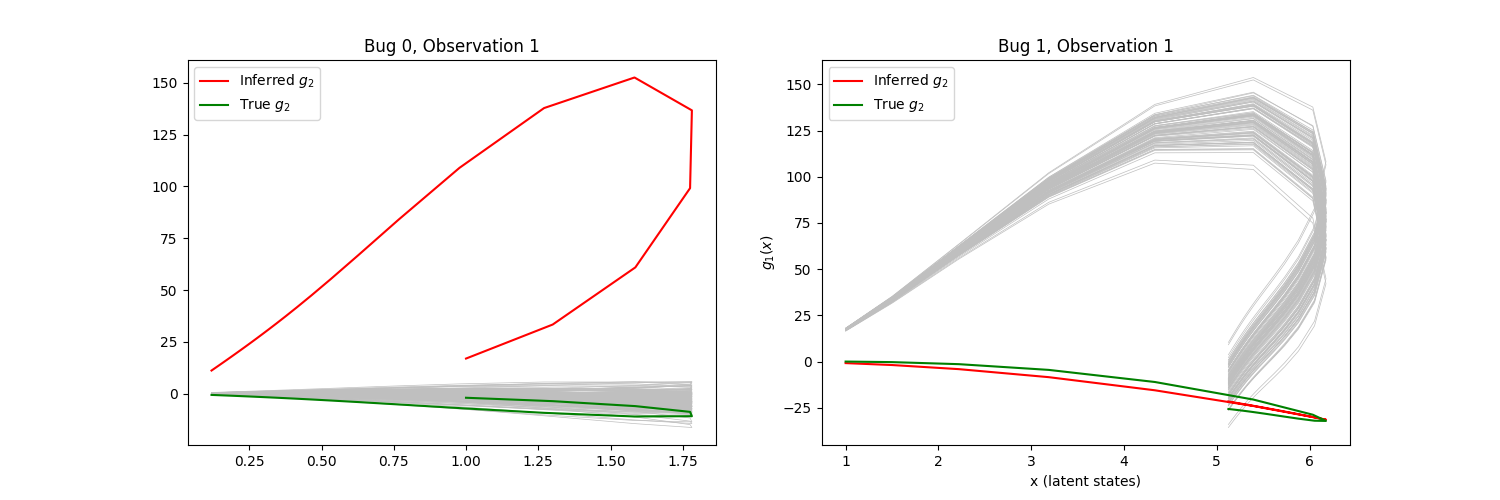 Bug 0, Observation 1
Inferred g₂
True g₂
150
125
100
75
50
25
0
0.25 0.50 0.75 1.00 1.25 1.50 1.75
Bug 1, Observation 1
Inferred g₂
True g₂
150
125
100
75
50
25
0
−25
g₁(x)
1 2 3 4 5 6
x (latent states)